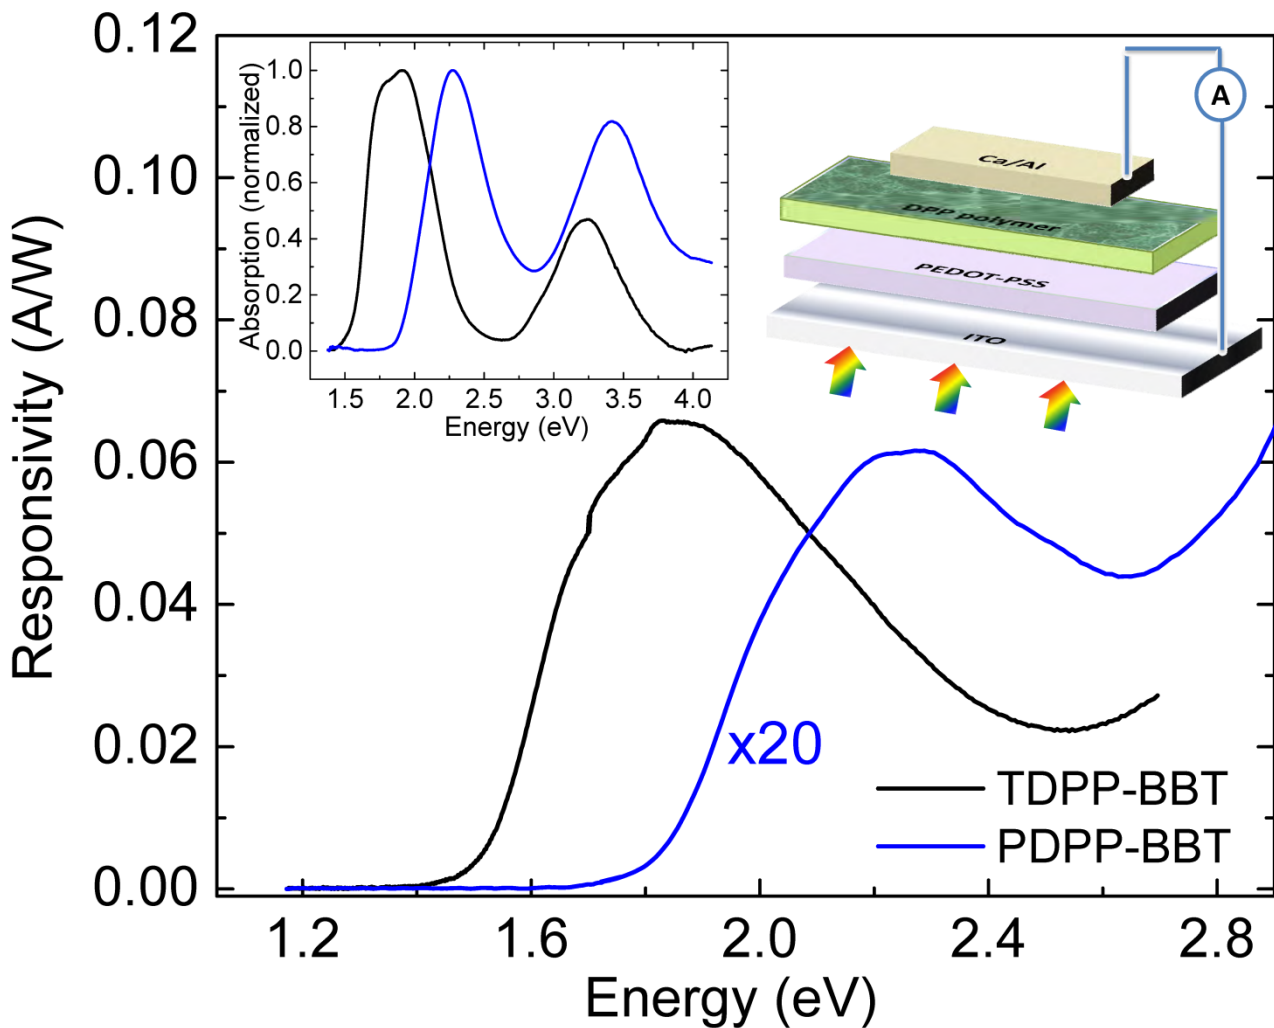 0.12
0.10
0.08
0.06
0.04
0.02
0.00
Responsivity (A/W)
1.2
1.6
2.0
2.4
2.8
Energy (eV)
1.0
0.8
0.6
0.4
0.2
0.0
Absorption (normalized)
1.5
2.0
2.5
3.0
3.5
4.0
Energy (eV)
A
Ca/Al
DPP polymer
PEDOT-PSS
ITO
x20
TDPP-BBT
PDPP-BBT